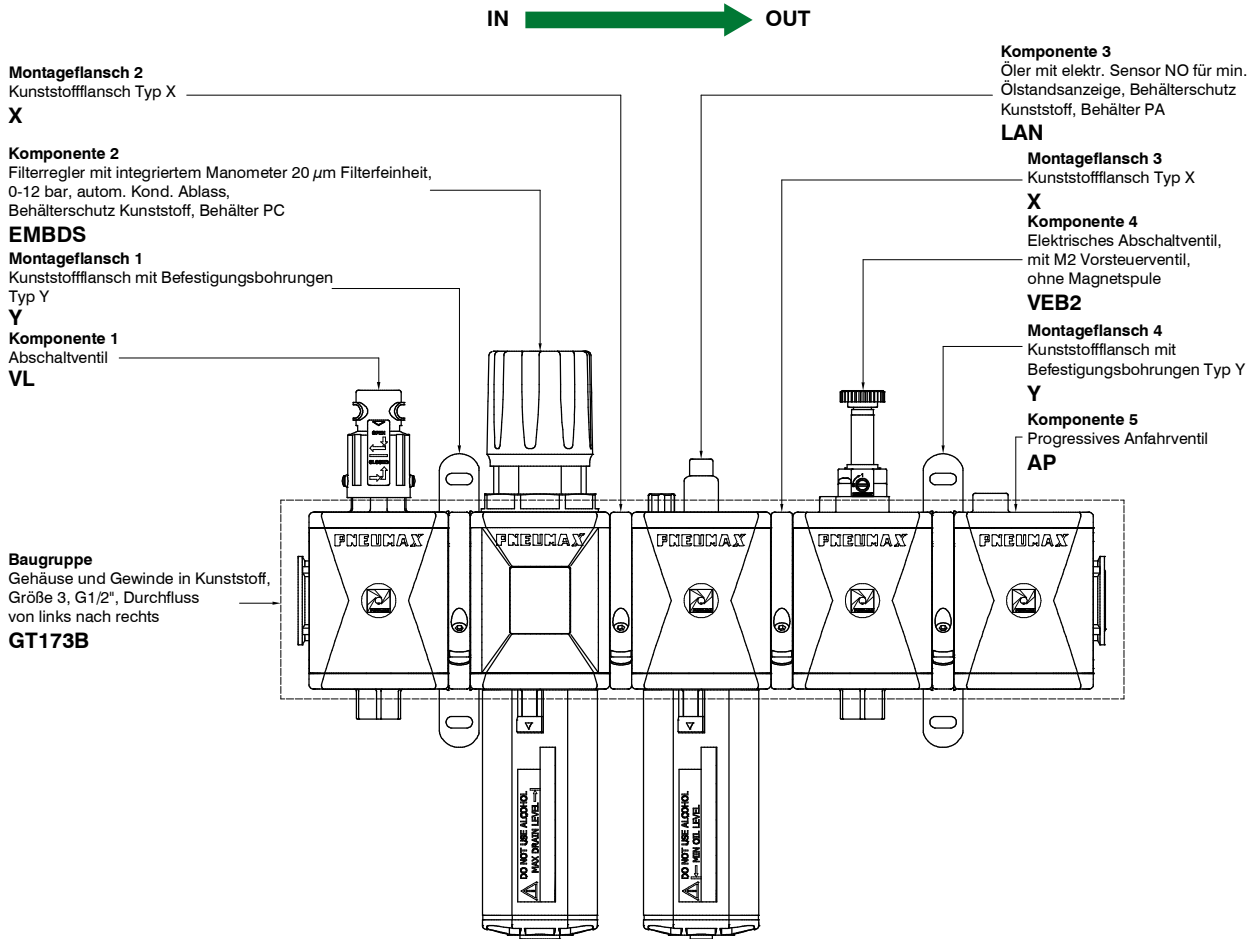 IN
OUT
Montageflansch 2
Kunststoffflansch Typ X
X
Komponente 2
Filterregler mit integriertem Manometer 20 µm Filterfeinheit,
0-12 bar, autom. Kond. Ablass,
Behälterschutz Kunststoff, Behälter PC
EMBDS
Montageflansch 1
Kunststoffflansch mit Befestigungsbohrungen
Typ Y
Y
Komponente 1
Abschaltventil
VL
Baugruppe
Gehäuse und Gewinde in Kunststoff,
Größe 3, G1/2", Durchfluss
von links nach rechts
GT173B
Komponente 3
Öler mit elektr. Sensor NO für min.
Ölstandsanzeige, Behälterschutz
Kunststoff, Behälter PA
LAN
Montageflansch 3
Kunststoffflansch Typ X
X
Komponente 4
Elektrisches Abschaltventil,
mit M2 Vorsteuerventil,
ohne Magnetspule
VEB2
Montageflansch 4
Kunststoffflansch mit
Befestigungsbohrungen Typ Y
Y
Komponente 5
Progressives Anfahrventil
AP
OPEN
PNEUMAX
PNEUMAX
PNEUMAX
PNEUMAX
PNEUMAX
DO NOT USE ALCOHOL
MAX DRAIN LEVEL
DO NOT USE ALCOHOL
MIN OIL LEVEL